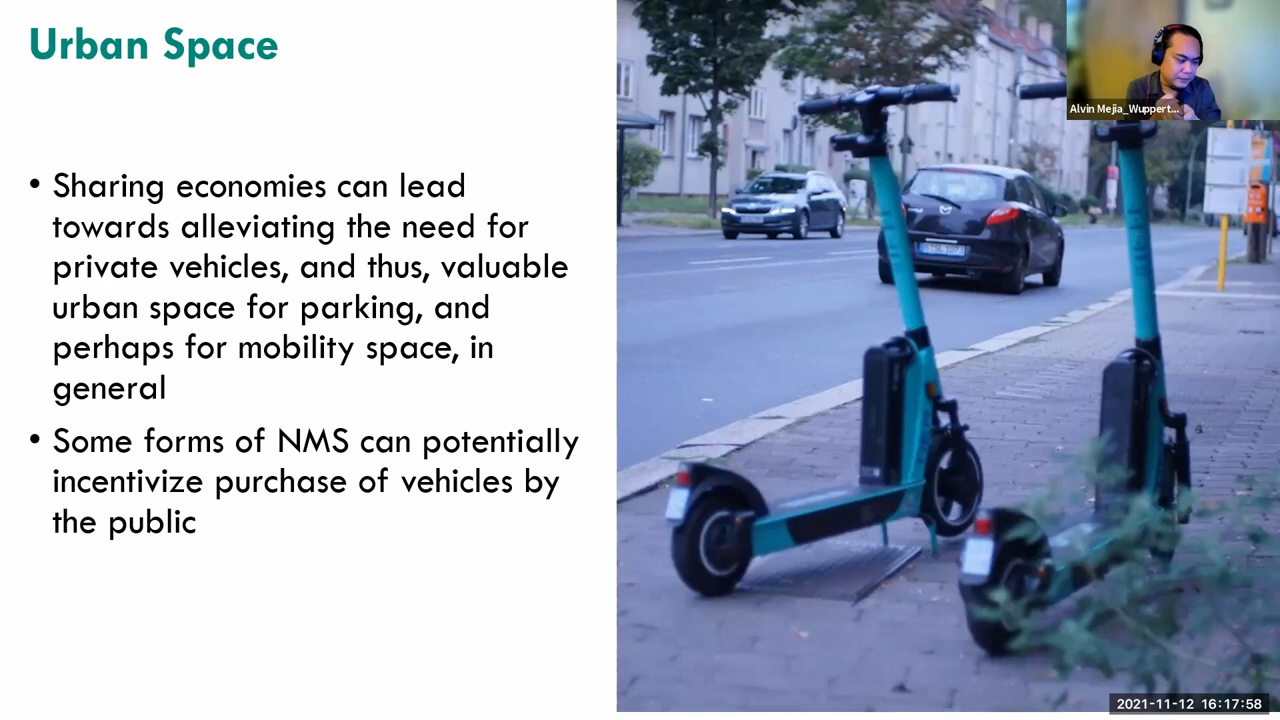 Urban Space
• Sharing economies can lead
towards alleviating the need for
private vehicles, and thus, valuable
urban space for parking, and
perhaps for mobility space, in
general
• Some forms of NMS can potentially
incentivize purchase of vehicles by
the public
Alvin Mejia_Wuppert...
2021-11-12 16:17:58